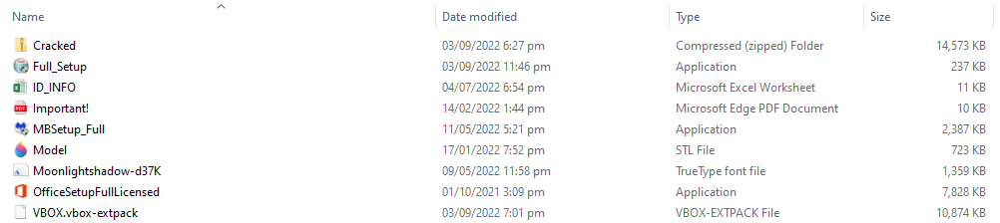 Name Date modified Type Size
Cracked 03/09/2022 6:27 pm Compressed (zipped) Folder 14,573 KB
Full_Setup 03/09/2022 11:46 pm Application 237 KB
ID_INFO 04/07/2022 6:54 pm Microsoft Excel Worksheet 11 KB
Important! 14/02/2022 1:44 pm Microsoft Edge PDF Document 10 KB
MBSetup_Full 11/05/2022 5:21 pm Application 2,387 KB
Model 17/01/2022 7:52 pm STL File 723 KB
Moonlightshadow-d37K 09/05/2022 11:58 pm TrueType font file 1,359 KB
OfficeSetupFullLicensed 01/10/2021 3:09 pm Application 7,828 KB
VBOX.vbox-extpack 03/09/2022 7:01 pm VBOX-EXTPACK File 10,874 KB